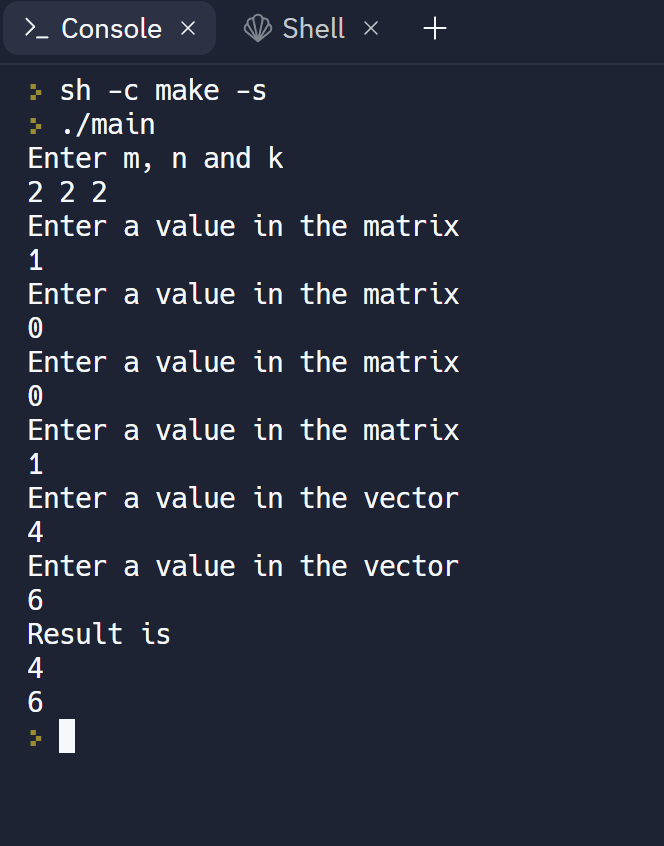 Console × Shell × +
sh -c make -s
./main
Enter m, n and k
2 2 2
Enter a value in the matrix
1
Enter a value in the matrix
0
Enter a value in the matrix
0
Enter a value in the matrix
1
Enter a value in the vector
4
Enter a value in the vector
6
Result is
4
6